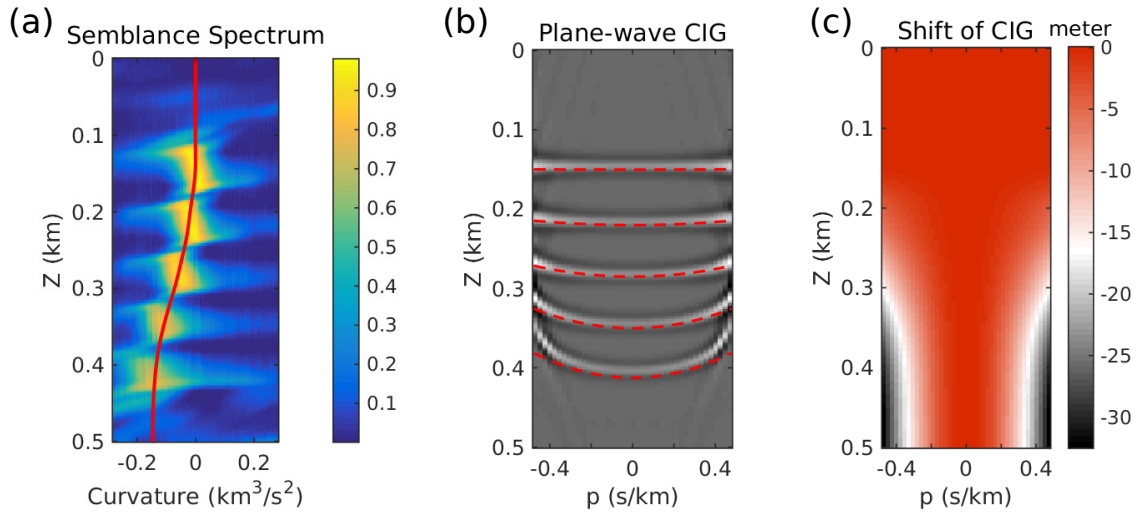 (a)
Semblance Spectrum
0
0.1
0.2
0.3
0.4
0.5
Z (km)
-0.2 0 0.2
Curvature (km³/s²)
0.9
0.8
0.7
0.6
0.5
0.4
0.3
0.2
0.1
(b)
Plane-wave CIG
0
0.1
0.2
0.3
0.4
0.5
Z (km)
-0.4 0 0.4
p (s/km)
(c)
Shift of CIG
meter
0
0.1
0.2
0.3
0.4
0.5
Z (km)
-0.4 0 0.4
p (s/km)
0
-5
-10
-15
-20
-25
-30